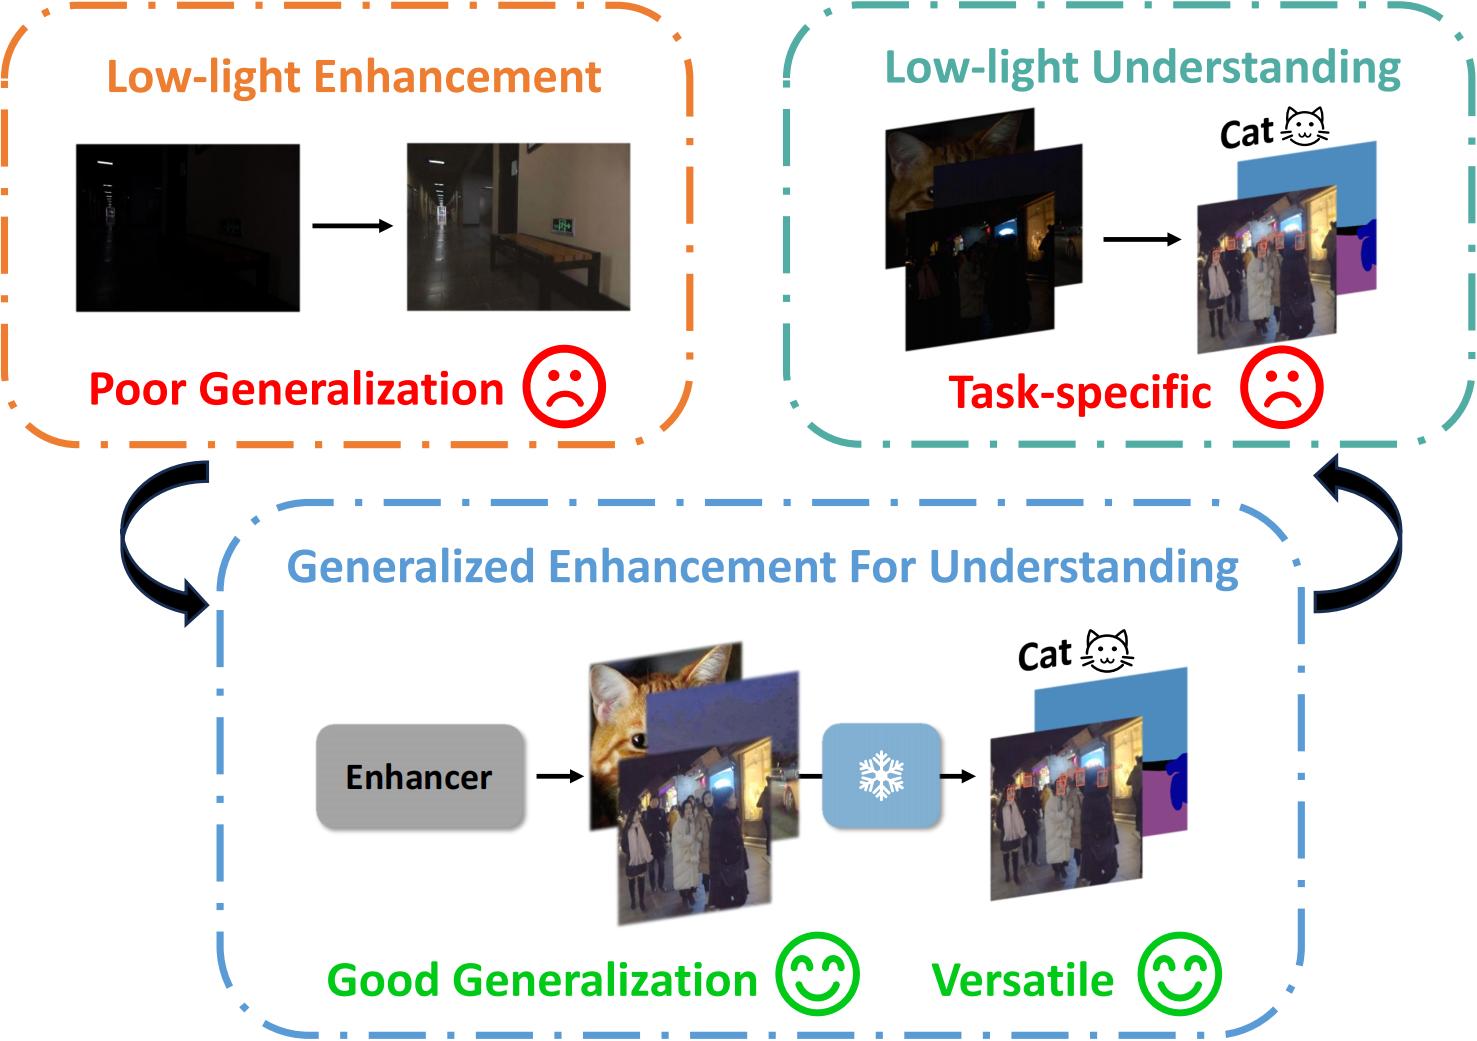 Low-light Enhancement
Poor Generalization
Low-light Understanding
Cat
Task-specific
Generalized Enhancement For Understanding
Cat
Enhancer
Good Generalization
Versatile